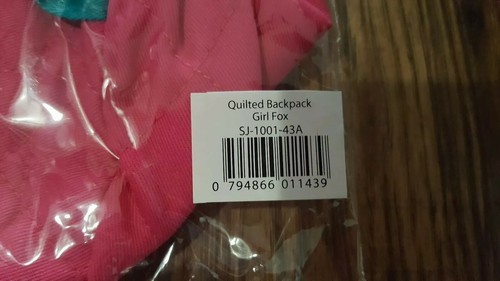 Quilted Backpack
Girl Fox
SJ-1001-43A
0 794866 011439